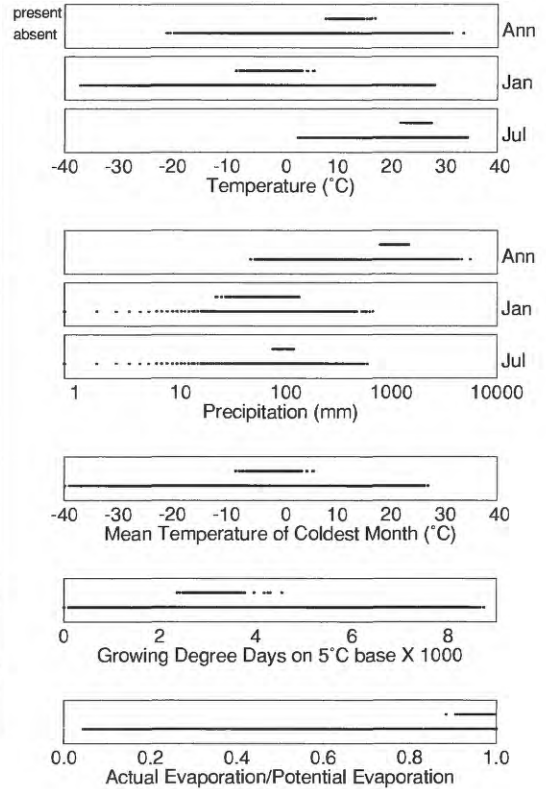 present
absent
Ann
Jan
Jul
-40 -30 -20 -10 0 10 20 30 40
Temperature (˚C)
Ann
Jan
Jul
1 10 100 1000 10000
Precipitation (mm)
-40 -30 -20 -10 0 10 20 30 40
Mean Temperature of Coldest Month (˚C)
0 2 4 6 8
Growing Degree Days on 5˚C base X 1000
0.0 0.2 0.4 0.6 0.8 1.0
Actual Evaporation/Potential Evaporation